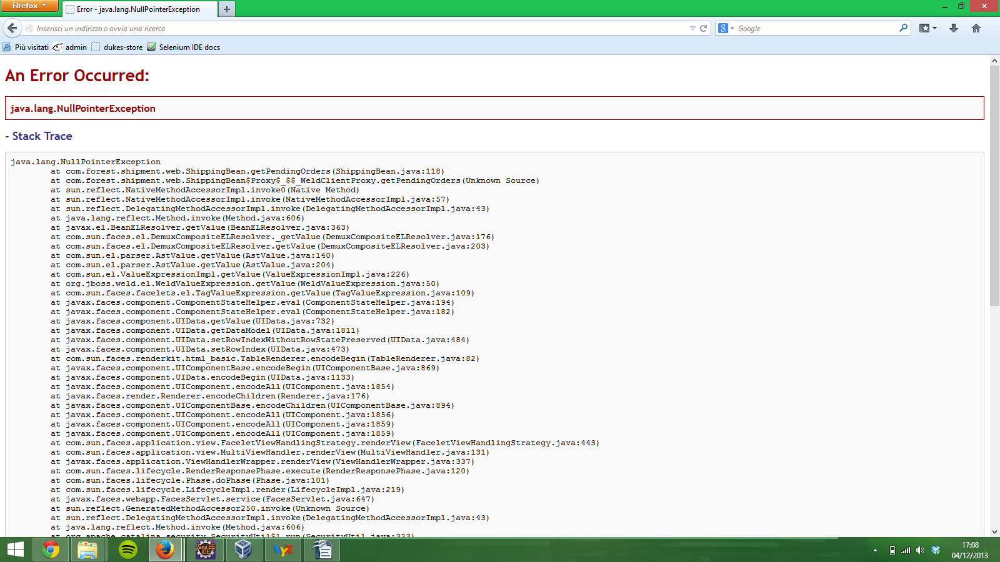 Firefox
Error - java.lang.NullPointerException
Inserisci un indirizzo o avvia una ricerca
Google
Più visitati
admin
dukes-store
Selenium IDE docs
An Error Occurred:
java.lang.NullPointerException
- Stack Trace
java.lang.NullPointerException
at com.forest.shipment.web.ShippingBean.getPendingOrders(ShippingBean.java:118)
at com.forest.shipment.web.ShippingBean$Proxy$_$$_WeldClientProxy.getPendingOrders(Unknown Source)
at sun.reflect.NativeMethodAccessorImpl.invoke0(Native Method)
at sun.reflect.NativeMethodAccessorImpl.invoke(NativeMethodAccessorImpl.java:57)
at sun.reflect.DelegatingMethodAccessorImpl.invoke(DelegatingMethodAccessorImpl.java:43)
at java.lang.reflect.Method.invoke(Method.java:606)
at javax.el.BeanELResolver.getValue(BeanELResolver.java:363)
at com.sun.faces.el.DemuxCompositeELResolver._getValue(DemuxCompositeELResolver.java:176)
at com.sun.faces.el.DemuxCompositeELResolver.getValue(DemuxCompositeELResolver.java:203)
at com.sun.el.parser.AstValue.getValue(AstValue.java:140)
at com.sun.el.parser.AstValue.getValue(AstValue.java:204)
at com.sun.el.ValueExpressionImpl.getValue(ValueExpressionImpl.java:226)
at org.jboss.weld.el.WeldValueExpression.getValue(WeldValueExpression.java:50)
at com.sun.faces.facelets.el.TagValueExpression.getValue(TagValueExpression.java:109)
at javax.faces.component.ComponentStateHelper.eval(ComponentStateHelper.java:194)
at javax.faces.component.ComponentStateHelper.eval(ComponentStateHelper.java:182)
at javax.faces.component.UIData.getValue(UIData.java:732)
at javax.faces.component.UIData.getDataModel(UIData.java:1811)
at javax.faces.component.UIData.setRowIndexWithoutRowStatePreserved(UIData.java:484)
at javax.faces.component.UIData.setRowIndex(UIData.java:473)
at com.sun.faces.renderkit.html_basic.TableRenderer.encodeBegin(TableRenderer.java:82)
at javax.faces.component.UIComponentBase.encodeBegin(UIComponentBase.java:869)
at javax.faces.component.UIData.encodeBegin(UIData.java:1133)
at javax.faces.component.UIComponent.encodeAll(UIComponent.java:1854)
at javax.faces.render.Renderer.encodeChildren(Renderer.java:176)
at javax.faces.component.UIComponentBase.encodeChildren(UIComponentBase.java:894)
at javax.faces.component.UIComponent.encodeAll(UIComponent.java:1856)
at javax.faces.component.UIComponent.encodeAll(UIComponent.java:1859)
at javax.faces.component.UIComponent.encodeAll(UIComponent.java:1859)
at com.sun.faces.application.view.FaceletViewHandlingStrategy.renderView(FaceletViewHandlingStrategy.java:443)
at com.sun.faces.application.view.MultiViewHandler.renderView(MultiViewHandler.java:131)
at javax.faces.application.ViewHandlerWrapper.renderView(ViewHandlerWrapper.java:337)
at com.sun.faces.lifecycle.RenderResponsePhase.execute(RenderResponsePhase.java:120)
at com.sun.faces.lifecycle.Phase.doPhase(Phase.java:101)
at com.sun.faces.lifecycle.LifecycleImpl.render(LifecycleImpl.java:219)
at javax.faces.webapp.FacesServlet.service(FacesServlet.java:647)
at sun.reflect.GeneratedMethodAccessor250.invoke(Unknown Source)
at sun.reflect.DelegatingMethodAccessorImpl.invoke(DelegatingMethodAccessorImpl.java:43)
at java.lang.reflect.Method.invoke(Method.java:606)
at org.apache.catalina.security.SecurityUtil$1.run(SecurityUtil.java:323)
Java EE
IDE
17:08
04/12/2013